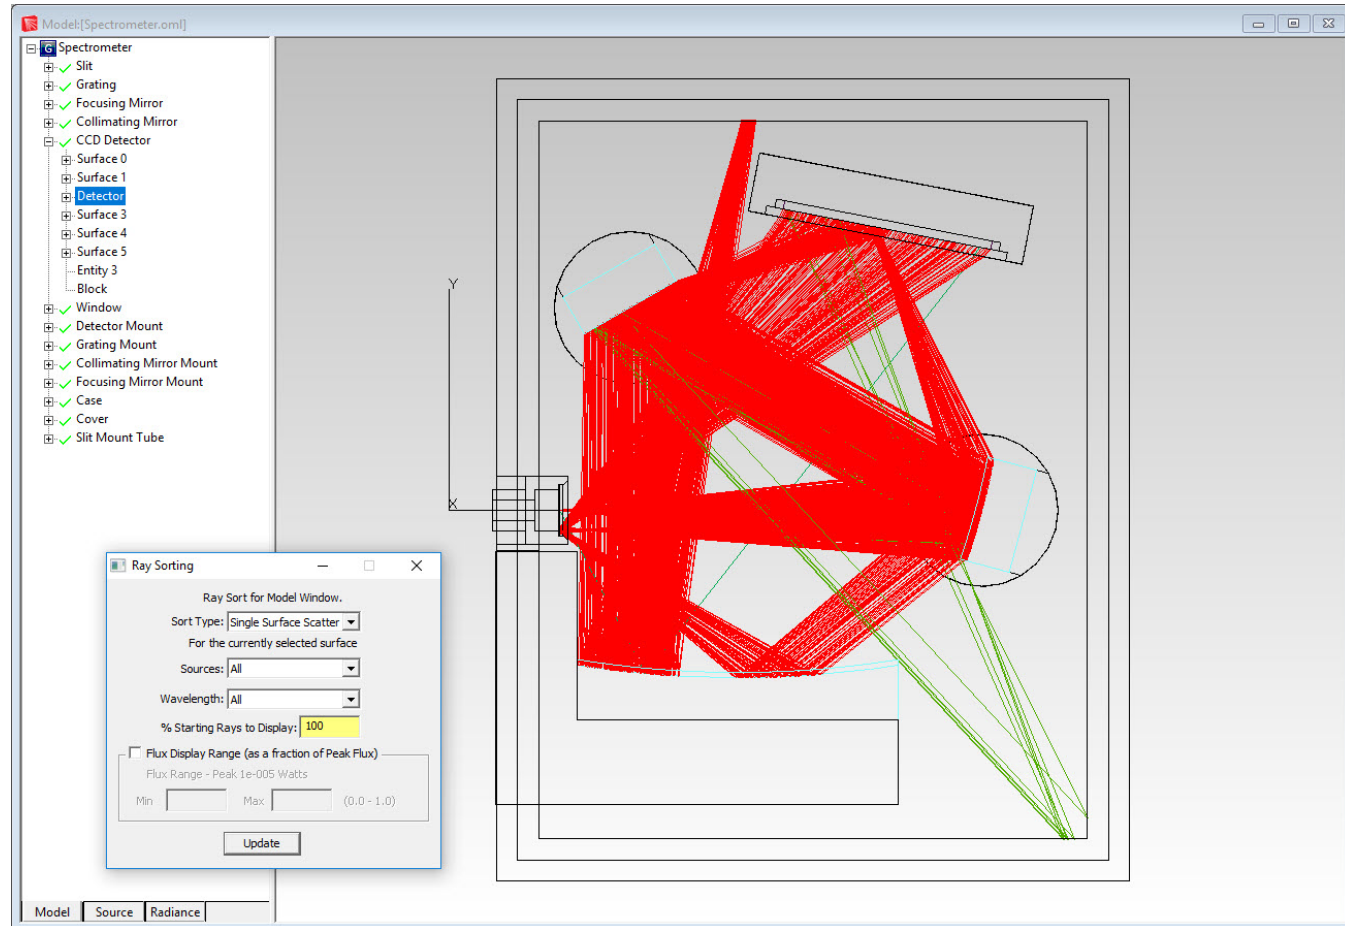 Model:[Spectrometer.oml]
G Spectrometer
Slit
Grating
Focusing Mirror
Collimating Mirror
CCD Detector
Surface 0
Surface 1
Detector
Surface 3
Surface 4
Surface 5
Entity 3
Block
Window
Detector Mount
Grating Mount
Collimating Mirror Mount
Focusing Mirror Mount
Case
Cover
Slit Mount Tube
Y
X
Ray Sorting
Ray Sort for Model Window.
Sort Type: Single Surface Scatter
For the currently selected surface
Sources: All
Wavelength: All
% Starting Rays to Display: 100
Flux Display Range (as a fraction of Peak Flux)
Flux Range - Peak 1e-005 Watts
Min Max (0.0 - 1.0)
Update
Model Source Radiance